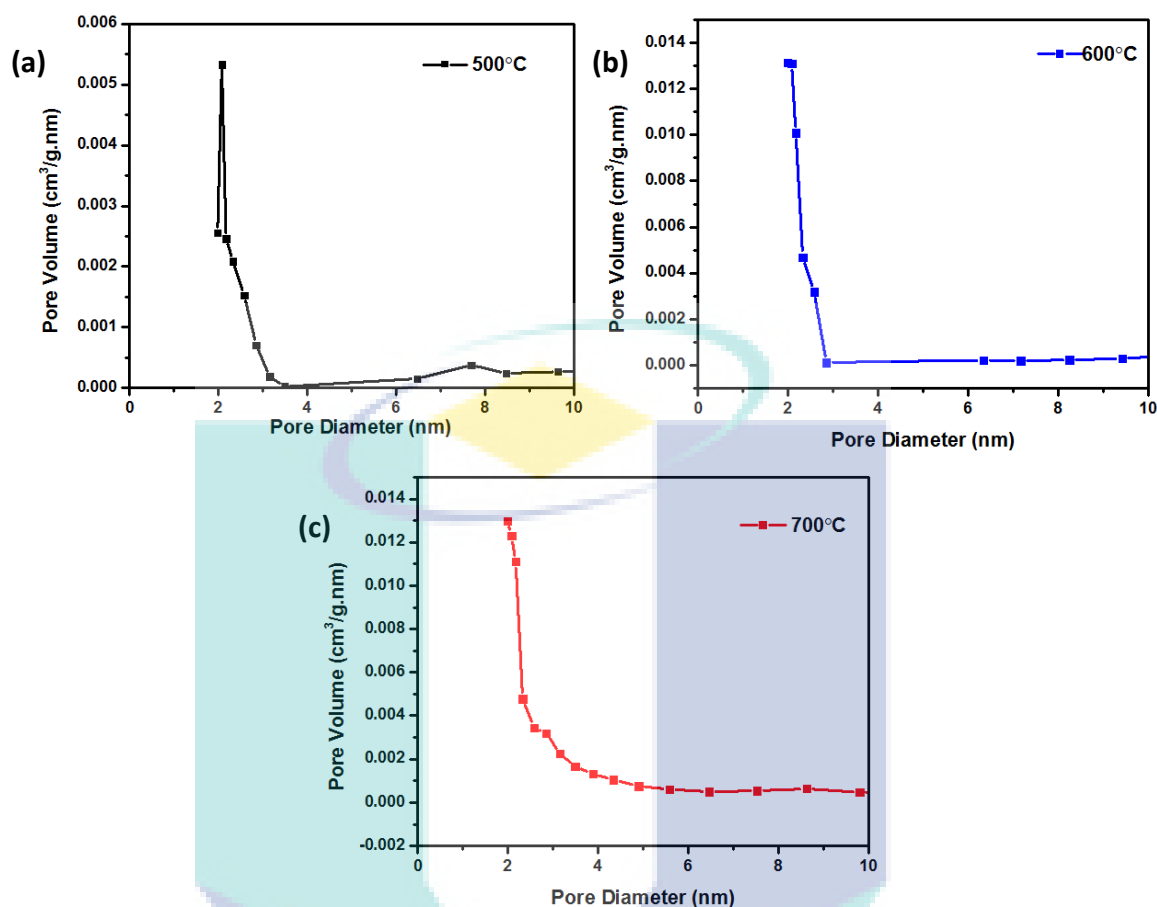 (a)
500°C
0.006
0.005
0.004
0.003
0.002
0.001
0.000
0 2 4 6 8 10
Pore Volume (cm³/g.nm)
Pore Diameter (nm)
(b)
600°C
0.014
0.012
0.010
0.008
0.006
0.004
0.002
0.000
0 2 4 6 8 10
Pore Volume (cm³/g.nm)
Pore Diameter (nm)
(c)
700°C
0.014
0.012
0.010
0.008
0.006
0.004
0.002
0.000
-0.002
0 2 4 6 8 10
Pore Volume (cm³/g.nm)
Pore Diameter (nm)